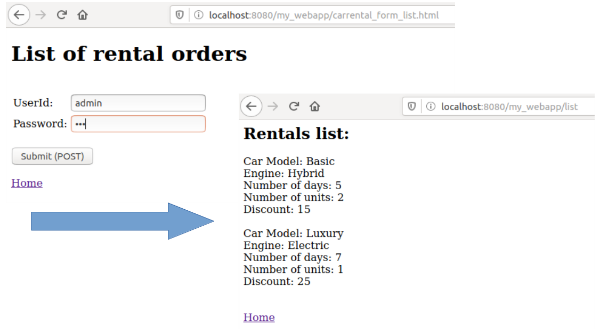 localhost:8080/my_webapp/carrental_form_list.html
List of rental orders
UserId: admin
Password: •••
Submit (POST)
Home
localhost:8080/my_webapp/list
Rentals list:
Car Model: Basic
Engine: Hybrid
Number of days: 5
Number of units: 2
Discount: 15
Car Model: Luxury
Engine: Electric
Number of days: 7
Number of units: 1
Discount: 25
Home